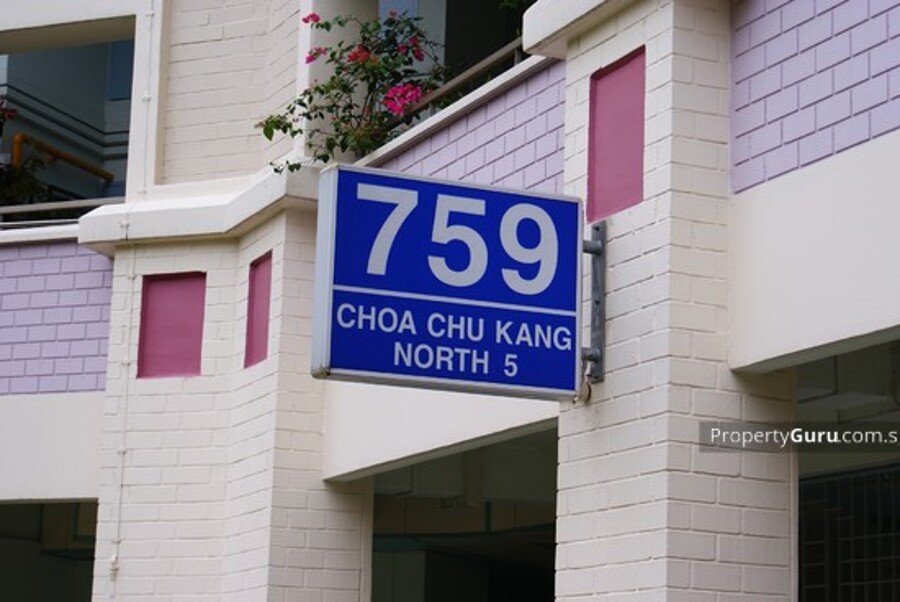 759
CHOA CHU KANG
NORTH 5
PropertyGuru.com.s